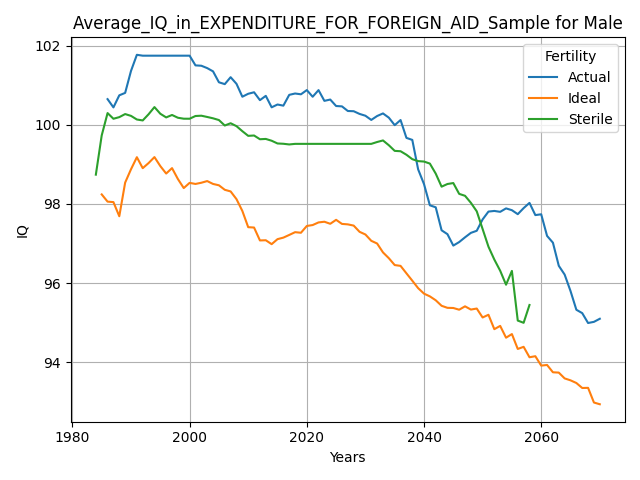 Average_IQ_in_EXPENDITURE_FOR_FOREIGN_AID_Sample for Male
102
100
98
96
94
IQ
Fertility
Actual
Ideal
Sterile
1980
2000
2020
2040
2060
Years